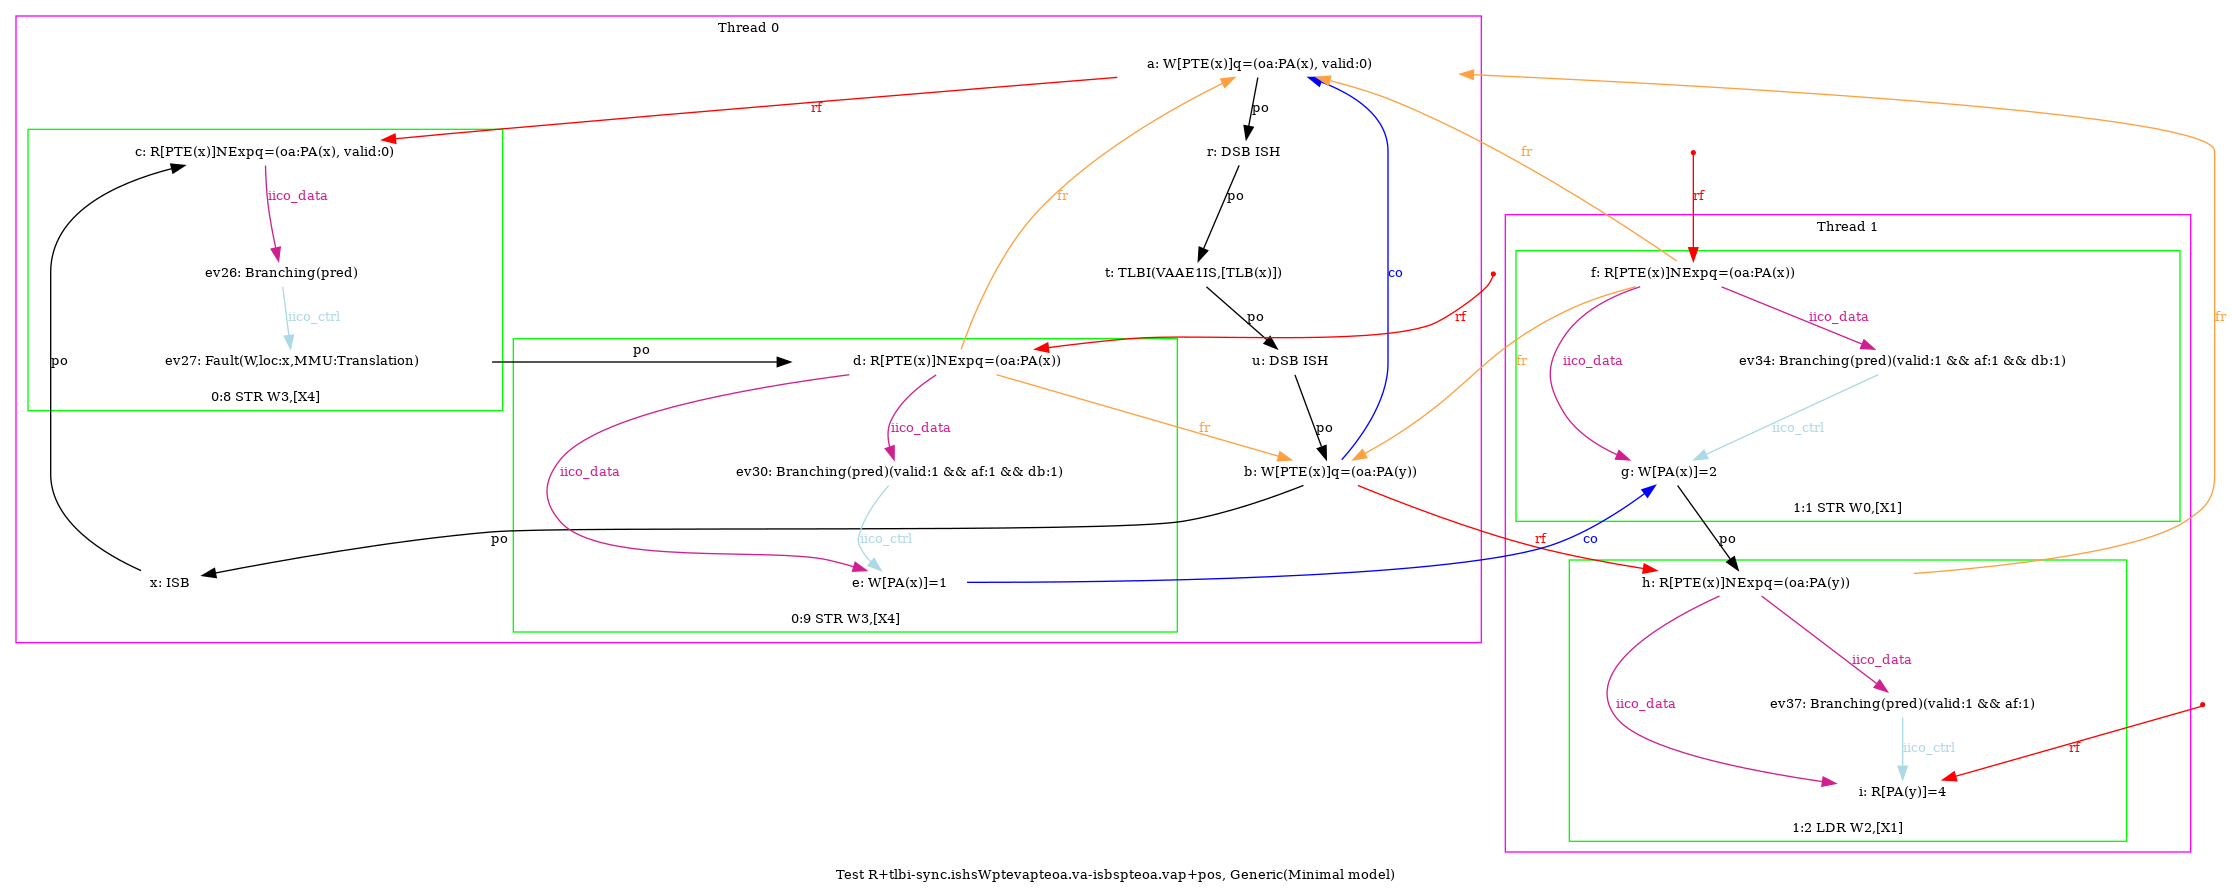 Thread 0
a: W[PTE(x)]q=(oa:PA(x), valid:0)
rf
po
c: R[PTE(x)]NExpq=(oa:PA(x), valid:0)
r: DSB ISH
fr
rf
iico_data
fr
po
Thread 1
ev26: Branching(pred)
t: TLBI(VAAE1IS,[TLB(x)])
co
f: R[PTE(x)]NExpq=(oa:PA(x))
iico_ctrl
po
rf
iico_data
fr
po
ev27: Fault(W,loc:x,MMU:Translation)
po
d: R[PTE(x)]NExpq=(oa:PA(x))
u: DSB ISH
fr
iico_data
ev34: Branching(pred)(valid:1 && af:1 && db:1)
0:8 STR W3,[X4]
iico_data
fr
po
iico_ctrl
iico_data
ev30: Branching(pred)(valid:1 && af:1 && db:1)
b: W[PTE(x)]q=(oa:PA(y))
g: W[PA(x)]=2
1:1 STR W0,[X1]
po
iico_ctrl
rf
co
po
x: ISB
e: W[PA(x)]=1
h: R[PTE(x)]NExpq=(oa:PA(y))
0:9 STR W3,[X4]
iico_data
iico_data
ev37: Branching(pred)(valid:1 && af:1)
iico_ctrl
rf
i: R[PA(y)]=4
1:2 LDR W2,[X1]
Test R+tlbi-sync.ishsWptevapteoa.va-isbspteoa.vap+pos, Generic(Minimal model)